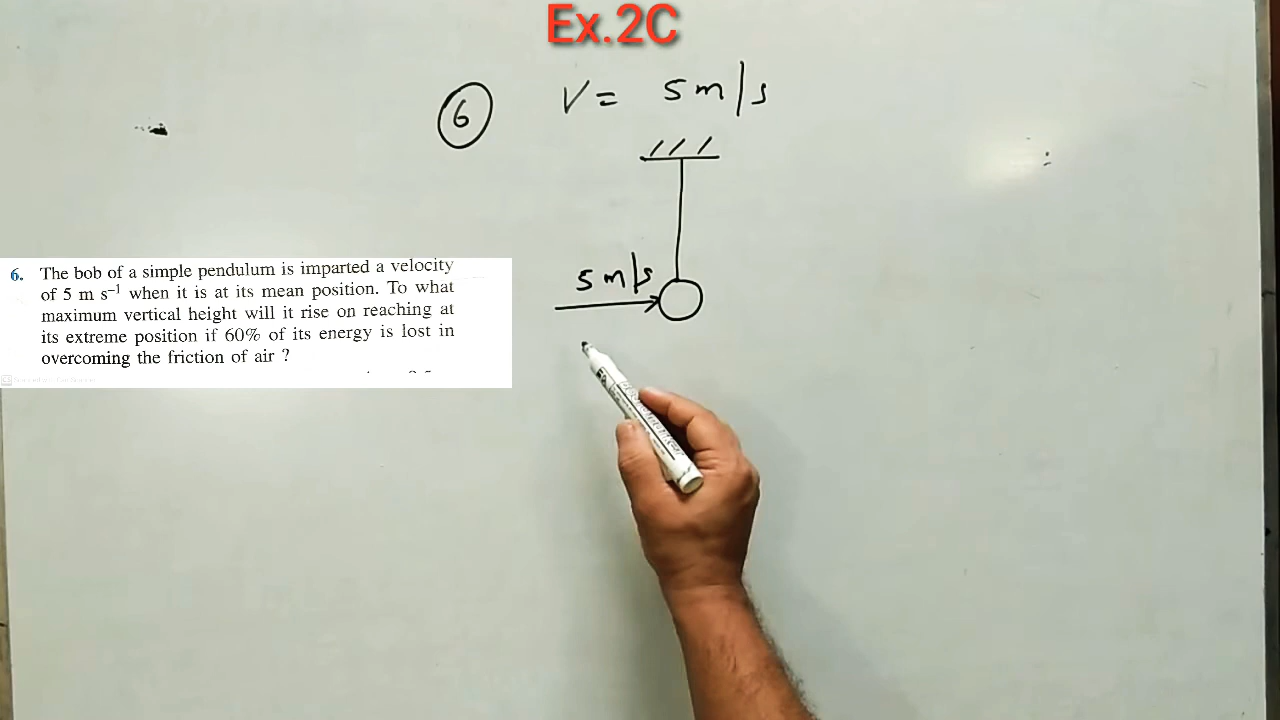 Ex.2C
6 V = 5 m/s
5 m/s
6. The bob of a simple pendulum is imparted a velocity
of 5 m s⁻¹ when it is at its mean position. To what
maximum vertical height will it rise on reaching at
its extreme position if 60% of its energy is lost in
overcoming the friction of air ?